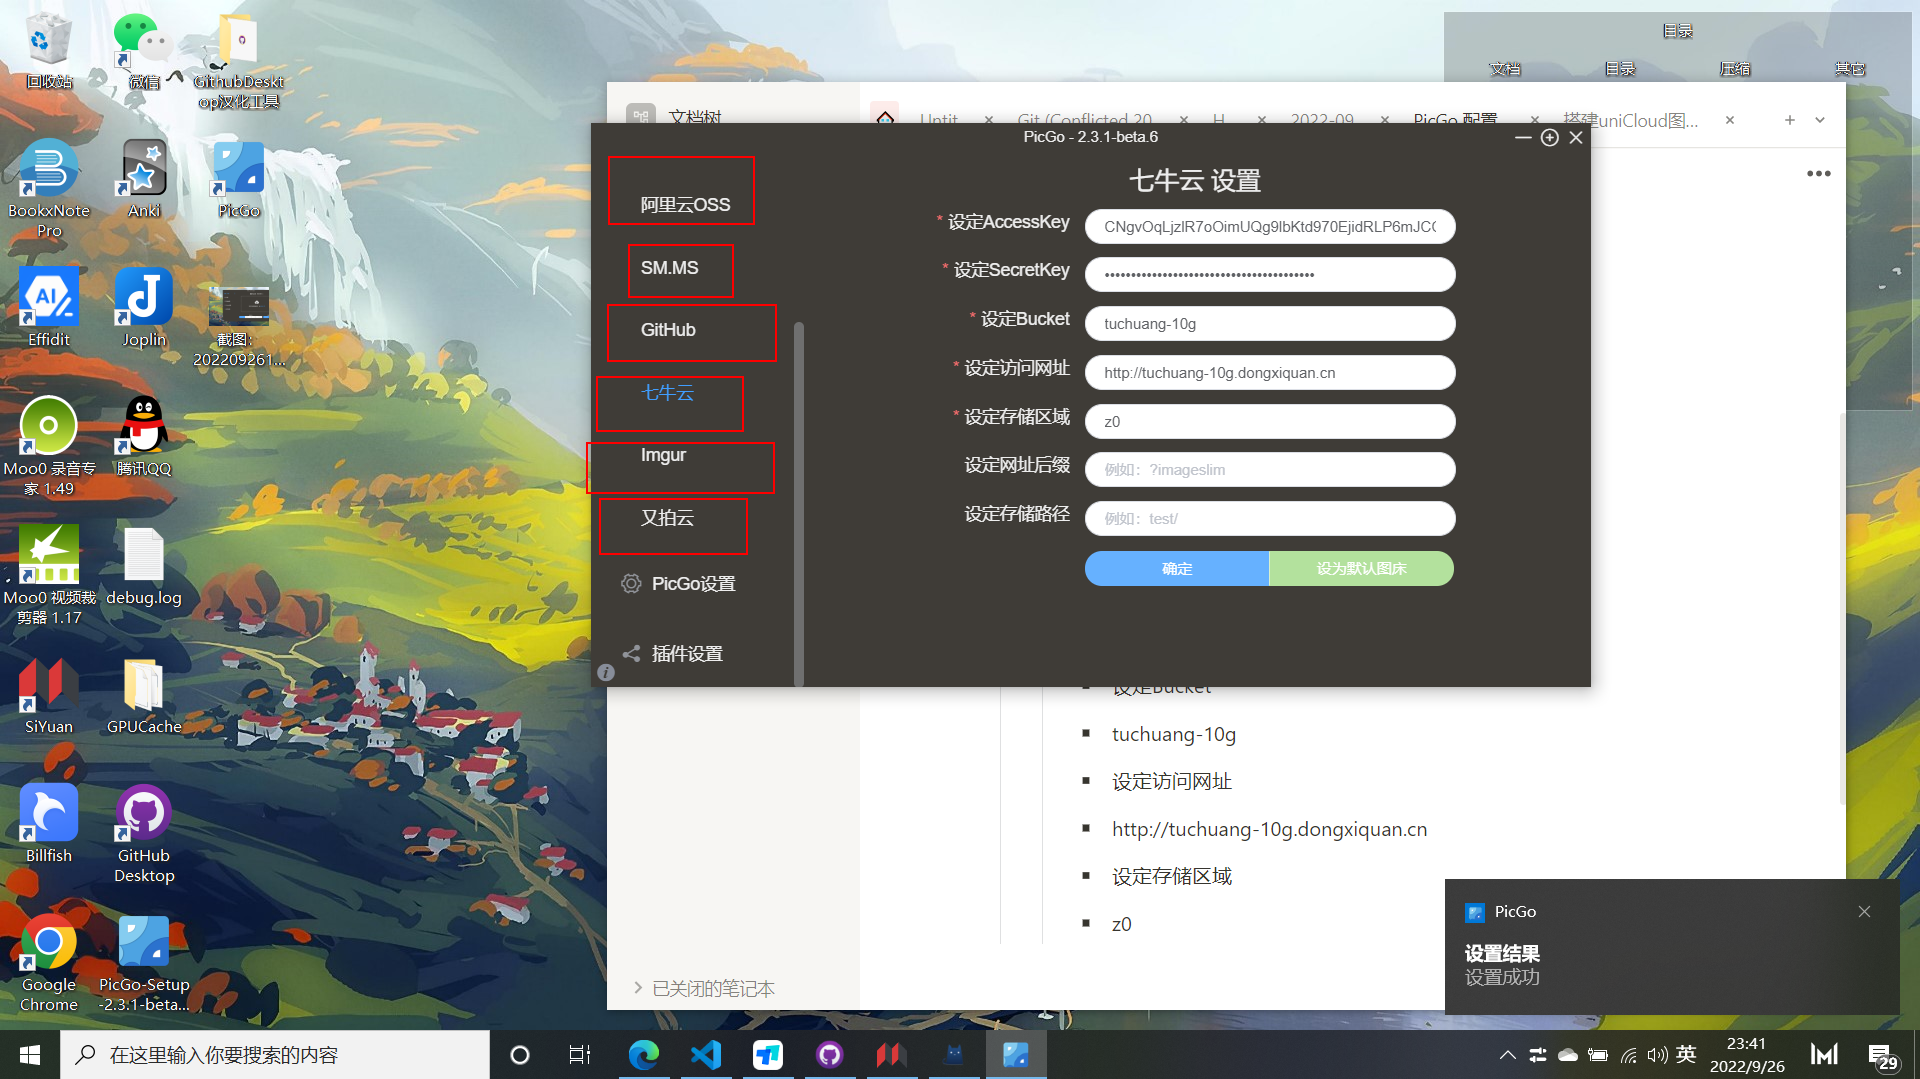 回收站
微信
GithubDeskt
op汉化工具
BookxNote
Pro
Anki
PicGo
Effidit
Joplin
截图:
202209261...
Moo0 录音专
家 1.49
腾讯QQ
Moo0 视频裁
剪器 1.17
debug.log
SiYuan
GPUCache
Billfish
GitHub
Desktop
Google
Chrome
PicGo-Setup
-2.3.1-beta...
目录
文档
目录
压缩
其它
文档树
Untit
Git (Conflicted 20
H
2022-09
PicGo 配置
搭建uniCloud图...
PicGo - 2.3.1-beta.6
阿里云OSS
SM.MS
GitHub
七牛云
Imgur
又拍云
PicGo设置
插件设置
七牛云 设置
* 设定AccessKey
* 设定SecretKey
••••••••••••••••••••••••••••••••••••••••
* 设定Bucket
tuchuang-10g
* 设定访问网址
http://tuchuang-10g.dongxiquan.cn
* 设定存储区域
z0
设定网址后缀
例如：?imageslim
设定存储路径
例如：test/
确定
设为默认图床
设定Bucket
tuchuang-10g
设定访问网址
http://tuchuang-10g.dongxiquan.cn
设定存储区域
z0
已关闭的笔记本
PicGo
设置结果
设置成功
在这里输入你要搜索的内容
英
23:41
2022/9/26
29